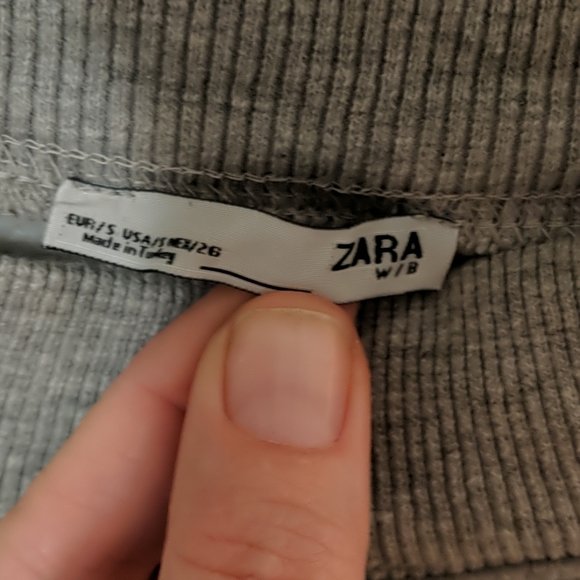 EUR/S USA/S MEX/26
Made in Turkey
ZARA
W/B